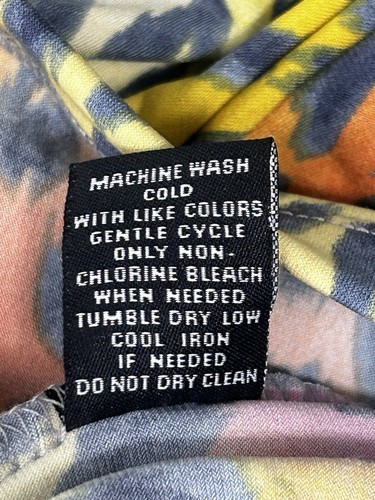 MACHINE WASH
COLD
WITH LIKE COLORS
GENTLE CYCLE
ONLY NON-
CHLORINE BLEACH
WHEN NEEDED
TUMBLE DRY LOW
COOL IRON
IF NEEDED
DO NOT DRY CLEAN